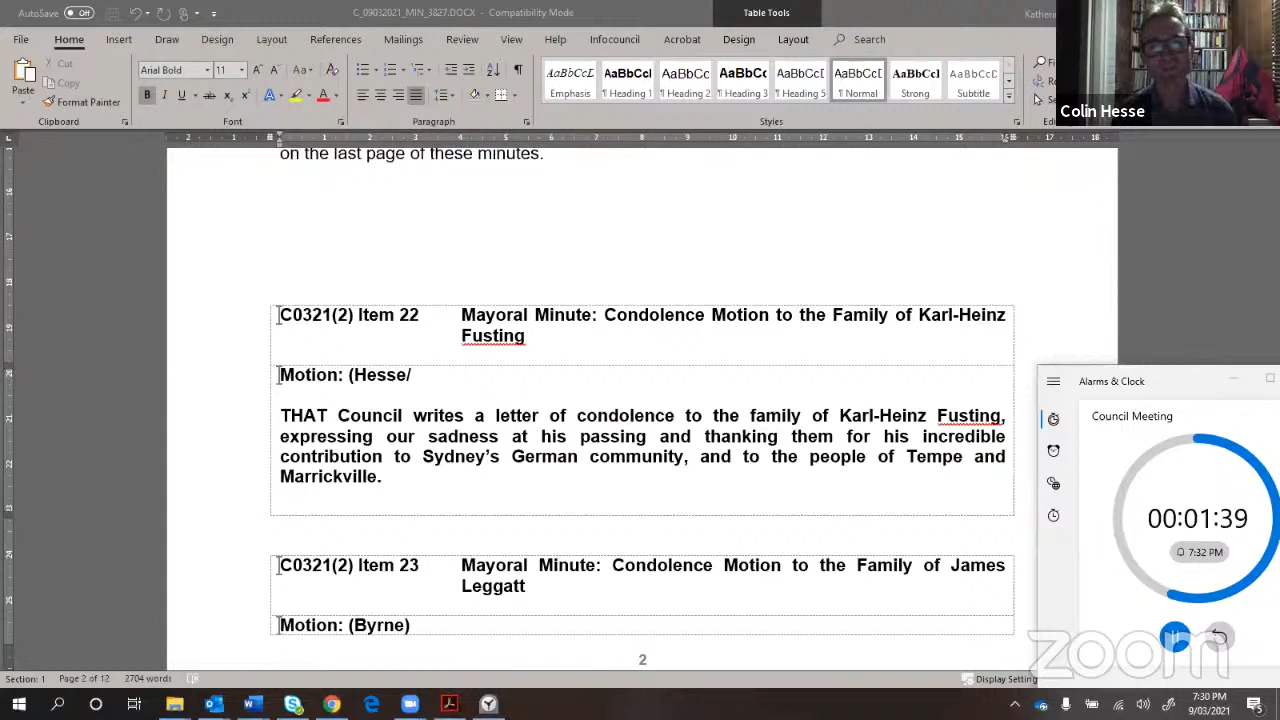 AutoSave Off C_09032021_MIN_3827.DOCX - Compatibility Mode Table Tools
File Home Insert Draw Design Layout References Mailings Review View Help Infocouncil Acrobat Design Layout Search
Paste Cut Copy Format Painter
Arial Bold 11
AaBbCcI AaBbCcI AaBbCc AaBbCc AaBbCcI AaBbCcI AaBbCcI AaBbCcI
Emphasis ¶ Heading 1 ¶ Heading 2 ¶ Heading 3 ¶ Heading 5 ¶ Normal Strong Subtitle
Clipboard Font Paragraph Styles
Colin Hesse
on the last page of these minutes.
C0321(2) Item 22 Mayoral Minute: Condolence Motion to the Family of Karl-Heinz
Fusting
Motion: (Hesse/
THAT Council writes a letter of condolence to the family of Karl-Heinz Fusting,
expressing our sadness at his passing and thanking them for his incredible
contribution to Sydney's German community, and to the people of Tempe and
Marrickville.
C0321(2) Item 23 Mayoral Minute: Condolence Motion to the Family of James
Leggatt
Motion: (Byrne)
2
Alarms & Clock
Council Meeting
00:01:39
7:32 PM
zoom
Section: 1 Page 2 of 12 2704 words Display Settings
7:30 PM
9/03/2021